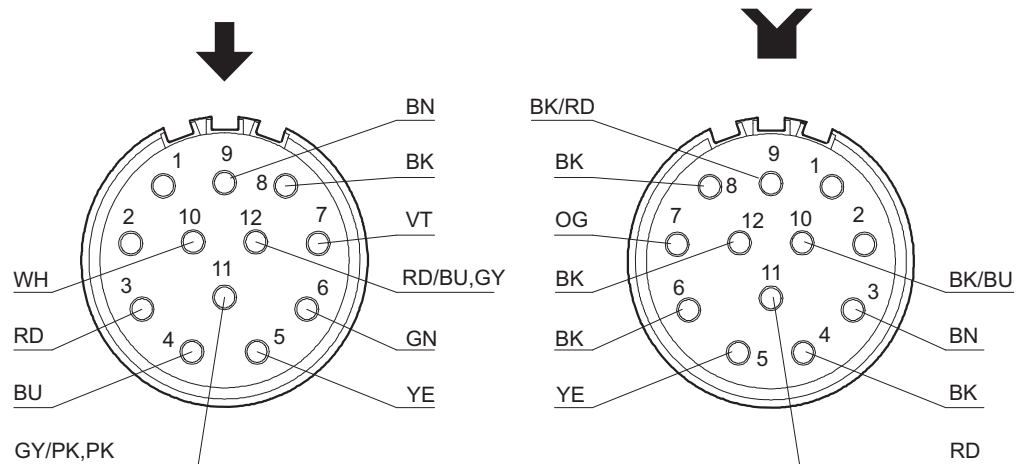 BN
BK/RD
1
9
8
BK
BK
9
8
1
2
10
12
7
VT
OG
7
12
10
2
WH
11
RD/BU,GY
BK
11
BK/BU
3
6
6
3
RD
GN
BK
BN
4
5
5
4
BU
YE
YE
BK
GY/PK,PK
RD